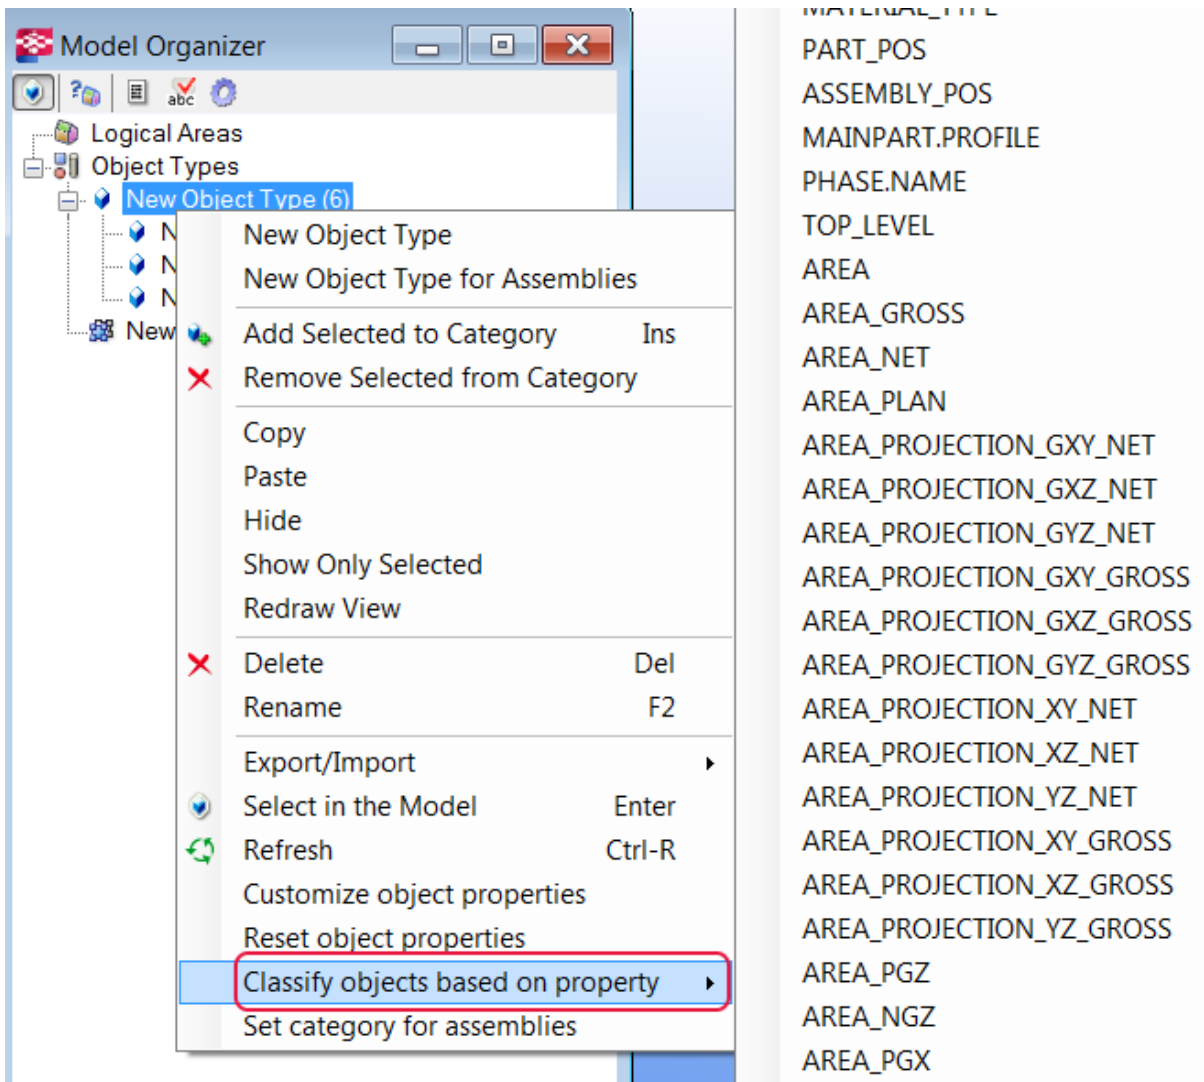 Model Organizer
abc
Logical Areas
Object Types
New Object Type (6)
N
N
N
New
New Object Type
New Object Type for Assemblies
Add Selected to Category Ins
Remove Selected from Category
Copy
Paste
Hide
Show Only Selected
Redraw View
Delete Del
Rename F2
Export/Import
Select in the Model Enter
Refresh Ctrl-R
Customize object properties
Reset object properties
Classify objects based on property
Set category for assemblies
MATERIAL_TYPE
PART_POS
ASSEMBLY_POS
MAINPART.PROFILE
PHASE.NAME
TOP_LEVEL
AREA
AREA_GROSS
AREA_NET
AREA_PLAN
AREA_PROJECTION_GXY_NET
AREA_PROJECTION_GXZ_NET
AREA_PROJECTION_GYZ_NET
AREA_PROJECTION_GXY_GROSS
AREA_PROJECTION_GXZ_GROSS
AREA_PROJECTION_GYZ_GROSS
AREA_PROJECTION_XY_NET
AREA_PROJECTION_XZ_NET
AREA_PROJECTION_YZ_NET
AREA_PROJECTION_XY_GROSS
AREA_PROJECTION_XZ_GROSS
AREA_PROJECTION_YZ_GROSS
AREA_PGZ
AREA_NGZ
AREA_PGX